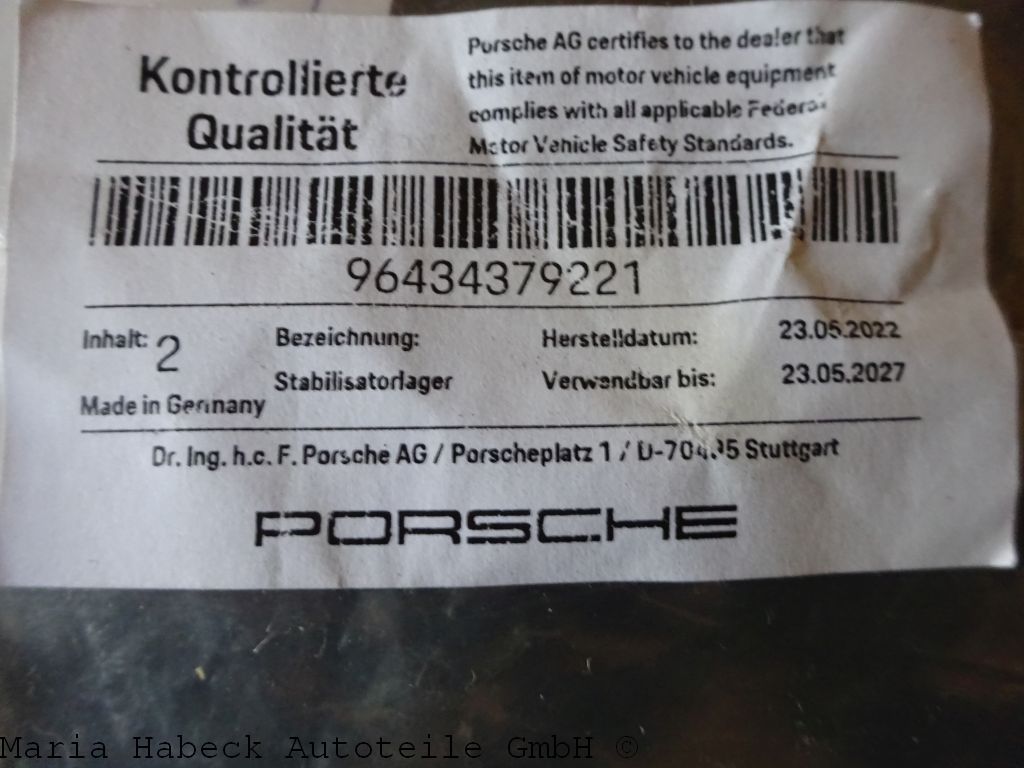 Kontrollierte
Qualität
Porsche AG certifies to the dealer that
this item of motor vehicle equipment
complies with all applicable Federal
Motor Vehicle Safety Standards.
96434379221
Inhalt: 2
Made in Germany
Bezeichnung:
Stabilisatorlager
Herstelldatum: 23.05.2022
Verwendbar bis: 23.05.2027
Dr. Ing. h.c. F. Porsche AG / Porscheplatz 1 / Stuttgart
PORSCHE
Maria Habeck Autoteile GmbH ©